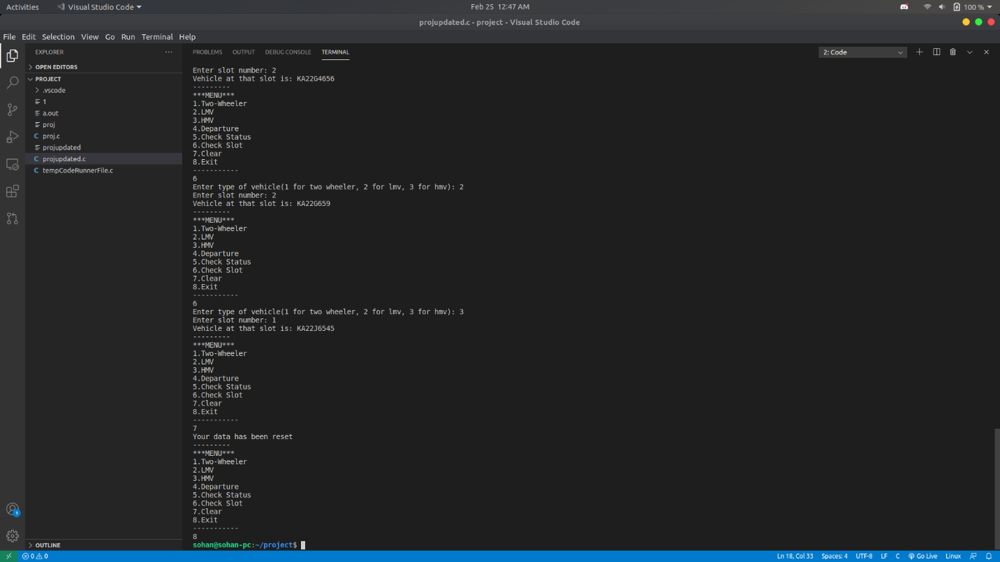 Activities Visual Studio Code Feb 25 12:47 AM 100 %
projupdated.c - project - Visual Studio Code
File Edit Selection View Go Run Terminal Help
EXPLORER
OPEN EDITORS
PROJECT
.vscode
1
a.out
proj
proj.c
projupdated
projupdated.c
tempCodeRunnerFile.c
OUTLINE
1
PROBLEMS OUTPUT DEBUG CONSOLE TERMINAL 2: Code
Enter slot number: 2
Vehicle at that slot is: KA22G4656
---------
***MENU***
1.Two-Wheeler
2.LMV
3.HMV
4.Departure
5.Check Status
6.Check Slot
7.Clear
8.Exit
-----------
6
Enter type of vehicle(1 for two wheeler, 2 for lmv, 3 for hmv): 2
Enter slot number: 2
Vehicle at that slot is: KA22G659
---------
***MENU***
1.Two-Wheeler
2.LMV
3.HMV
4.Departure
5.Check Status
6.Check Slot
7.Clear
8.Exit
-----------
6
Enter type of vehicle(1 for two wheeler, 2 for lmv, 3 for hmv): 3
Enter slot number: 1
Vehicle at that slot is: KA22J6545
---------
***MENU***
1.Two-Wheeler
2.LMV
3.HMV
4.Departure
5.Check Status
6.Check Slot
7.Clear
8.Exit
-----------
7
Your data has been reset
---------
***MENU***
1.Two-Wheeler
2.LMV
3.HMV
4.Departure
5.Check Status
6.Check Slot
7.Clear
8.Exit
-----------
8
sohan@sohan-pc:~/project$
0 0 Ln 18, Col 33 Spaces: 4 UTF-8 LF C Go Live Linux